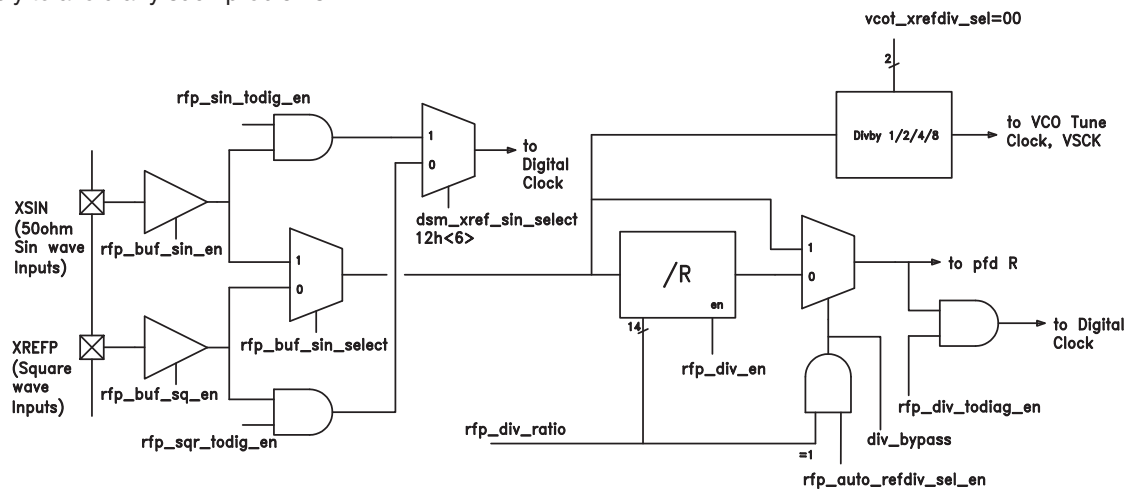 vcot_xrefdiv_sel=00
2
rfp_sin_todig_en
1
0
to
Digital
Clock
Divby 1/2/4/8
to VCO Tune
Clock, VSCK
XSIN
(50ohm
Sin wave
Inputs)
rfp_buf_sin_en
dsm_xref_sin_select
12h<6>
1
0
/R
en
1
0
to pfd R
14
rfp_buf_sin_select
XREFP
(Square
wave
Inputs)
rfp_buf_sq_en
rfp_div_en
to Digital
Clock
rfp_div_todiag_en
rfp_sqr_todig_en
rfp_div_ratio
div_bypass
=1
rfp_auto_refdiv_sel_en